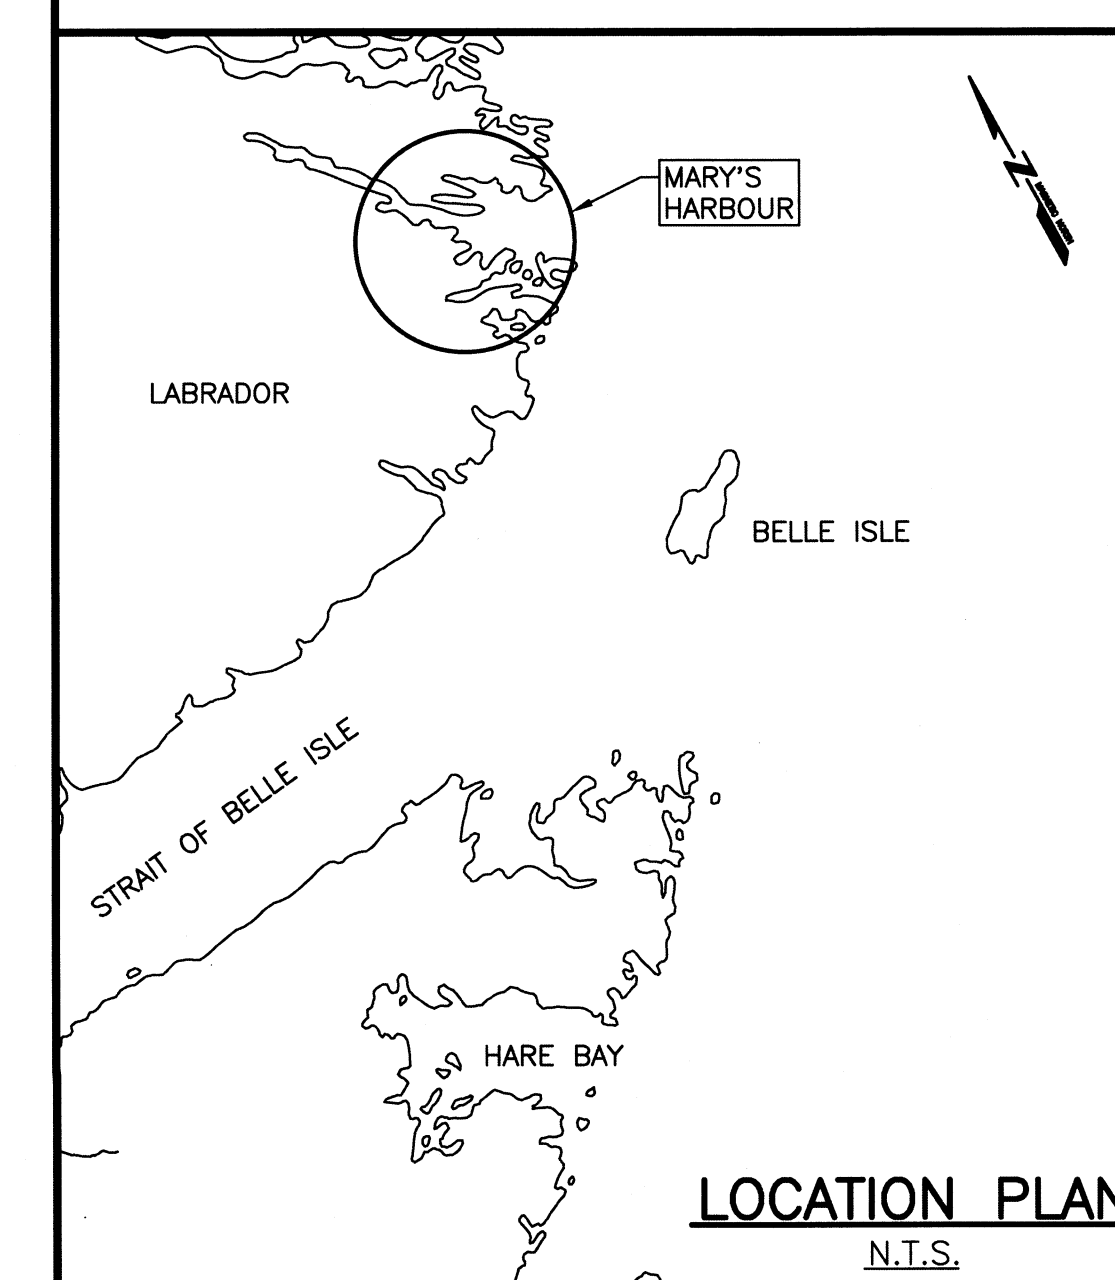 MARY'S
HARBOUR
N
LABRADOR
BELLE ISLE
STRAIT OF BELLE ISLE
HARE BAY
LOCATION PLAN
N.T.S.